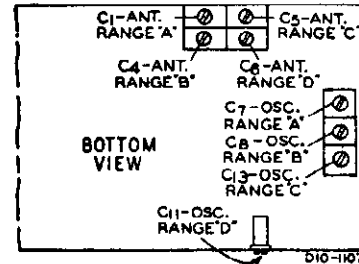 C1-ANT. RANGE "A"
C5-ANT. RANGE "C"
C4-ANT. RANGE "B"
C6-ANT. RANGE "D"
C7-OSC. RANGE "A"
C8-OSC. RANGE "B"
C13-OSC. RANGE "C"
BOTTOM
VIEW
C11-OSC.
RANGE "D"
D10-1107